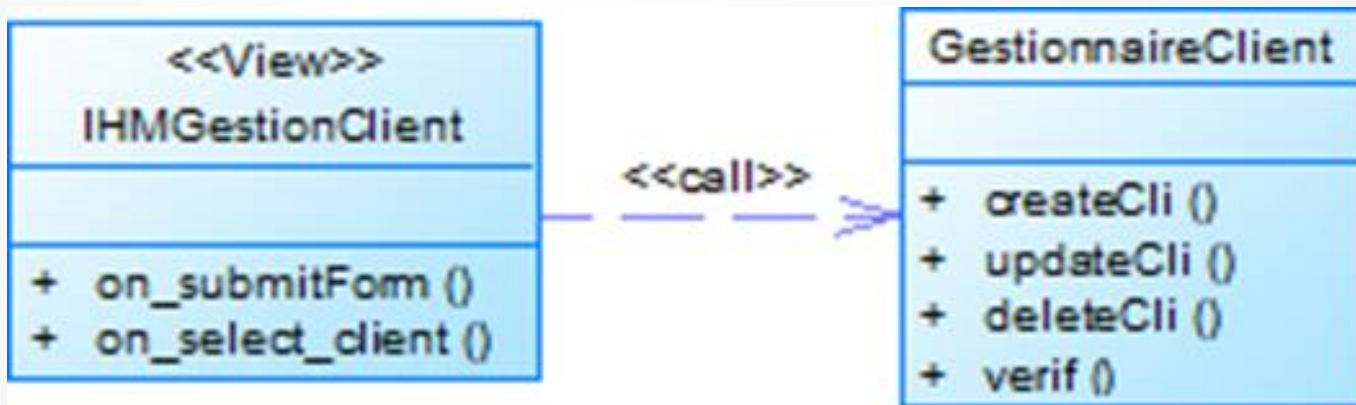 <<View>>
IHMGestionClient
+ on_submitForm ()
+ on_select_client ()
<<call>>
GestionnaireClient
+ createCli ()
+ updateCli ()
+ deleteCli ()
+ verif ()